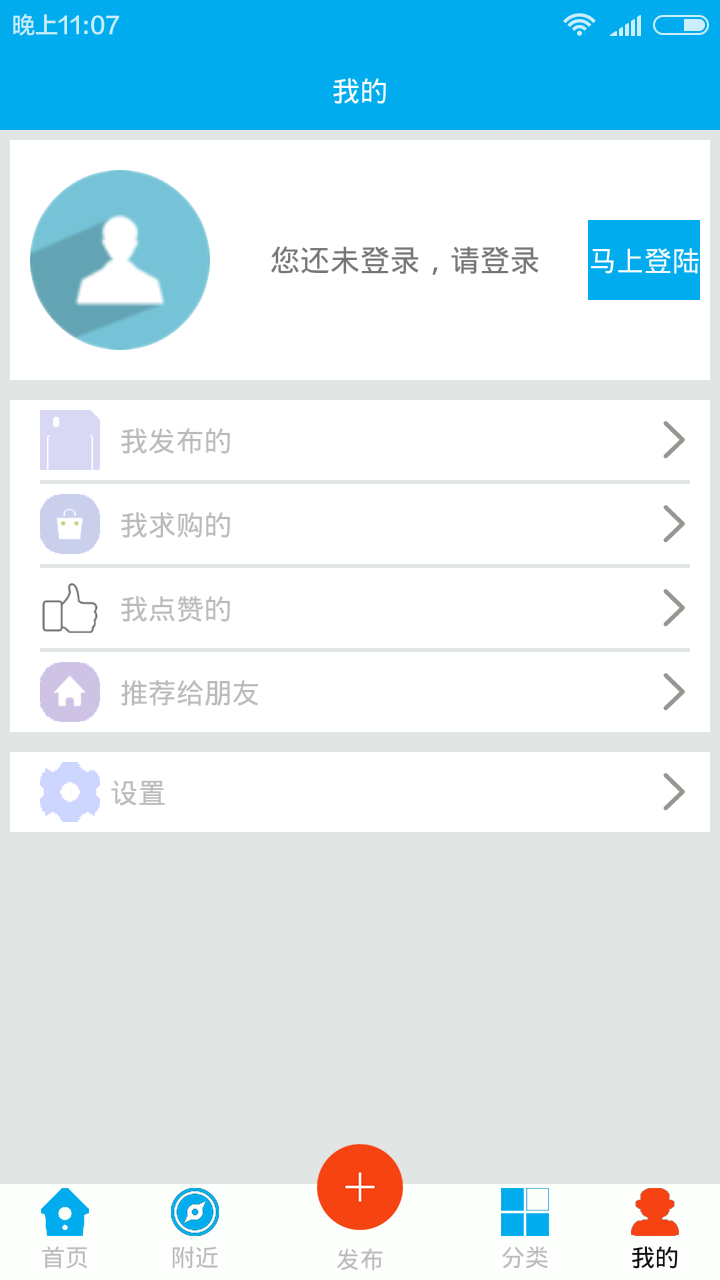 晚上11:07
我的
您还未登录，请登录
马上登陆
我发布的
我求购的
我点赞的
推荐给朋友
设置
首页
附近
发布
分类
我的